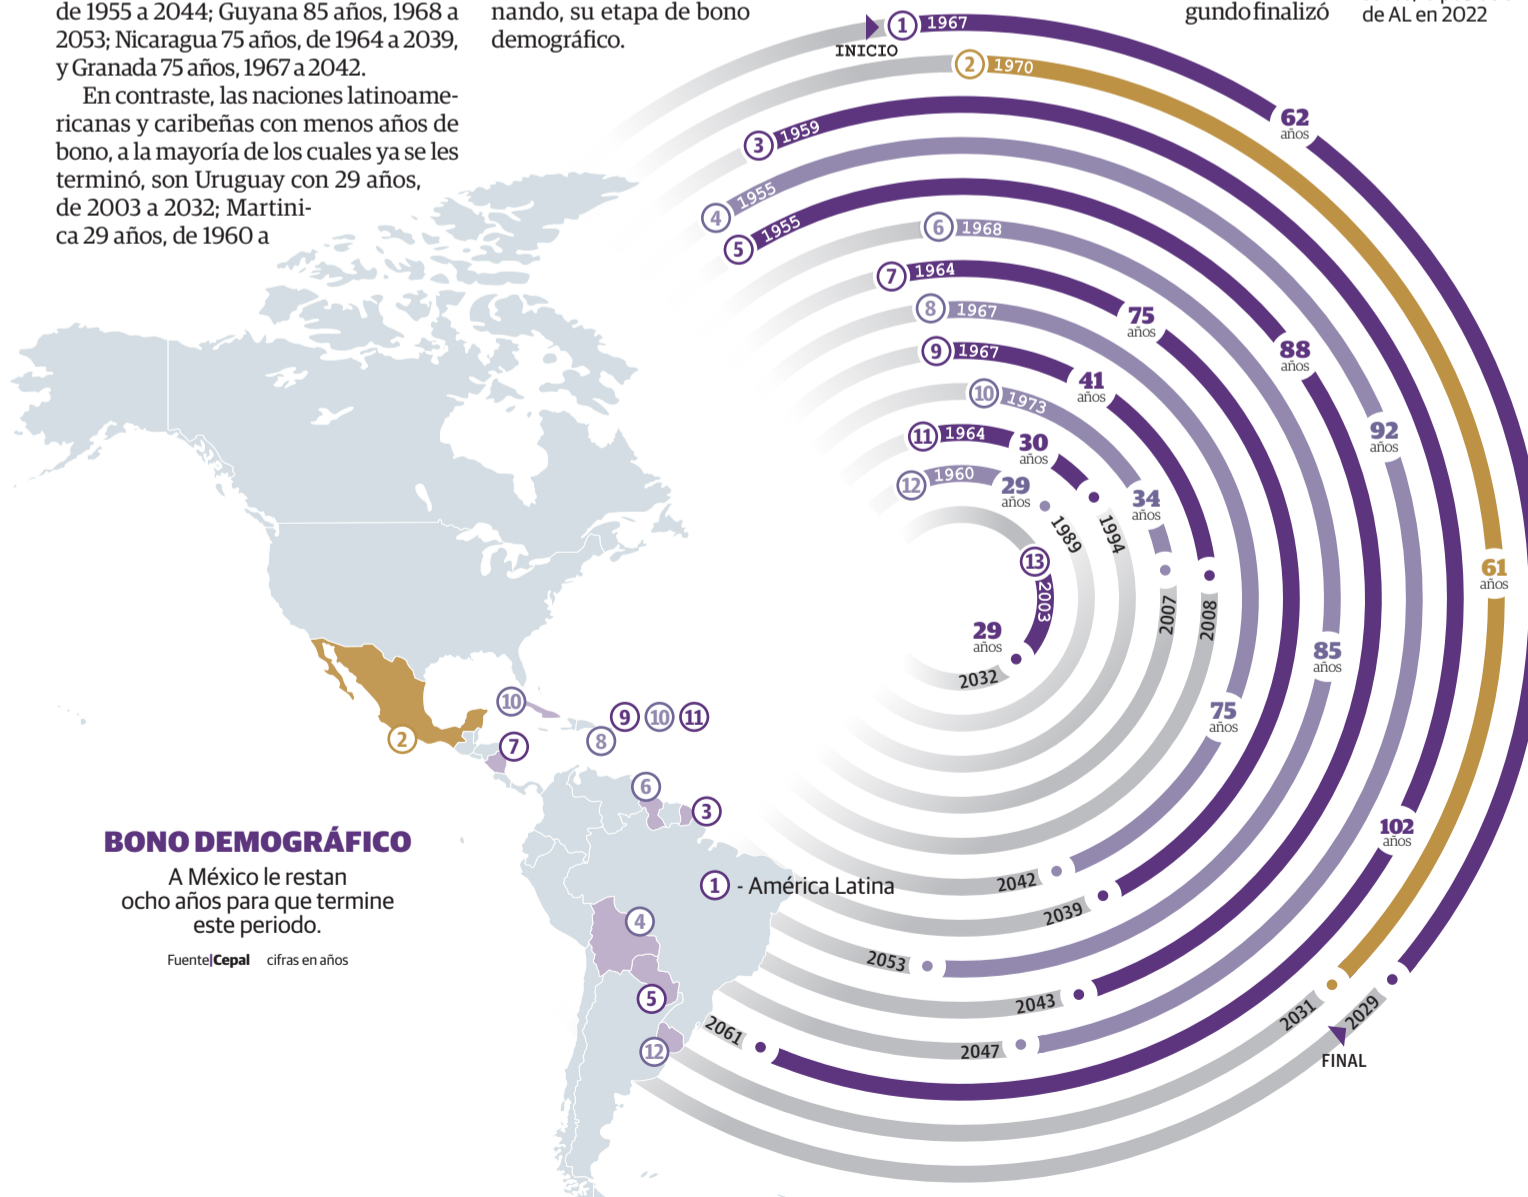 de 1955 a 2044; Guyana 85 años, 1968 a
2053; Nicaragua 75 años, de 1964 a 2039,
y Granada 75 años, 1967 a 2042.
En contraste, las naciones latinoame-
ricanas y caribeñas con menos años de
bono, a la mayoría de los cuales ya se les
terminó, son Uruguay con 29 años,
de 2003 a 2032; Martini-
ca 29 años, de 1960 a
nando, su etapa de bono
demográfico.
gundo finalizó
de AL en 2022
INICIO
1 1967
62
años
2 1970
61
años
3 1959
102
años
4 1955
92
años
5 1955
88
años
6 1968
85
años
7 1964
75
años
8 1967
75
años
9 1967
41
años
10 1973
34
años
11 1964
30
años
12 1960
29
años
13 2003
29
años
1989
1994
2007
2008
2032
2042
2039
2053
2043
2047
2061
2031
2029
FINAL
2
10
9 10 11
8
7
6
3
1 - América Latina
4
5
12
BONO DEMOGRÁFICO
A México le restan
ocho años para que termine
este periodo.
Fuente|Cepal cifras en años